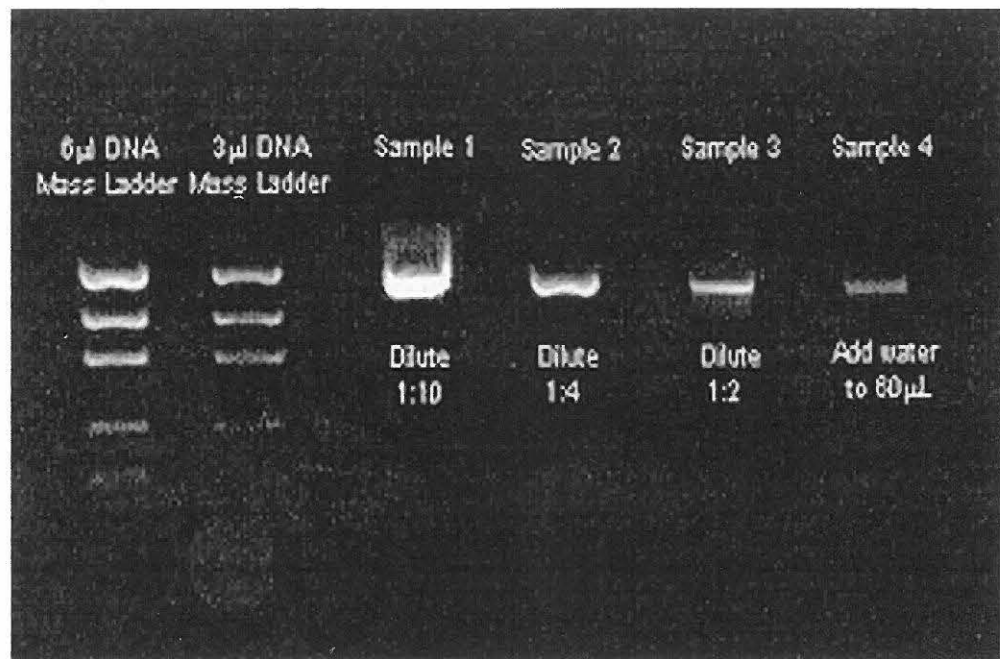 6µl DNA
Mass Ladder
3µl DNA
Mass Ladder
Sample 1
Sample 2
Sample 3
Sample 4
Dilute
1:10
Dilute
1:4
Dilute
1:2
Add water
to 60µL